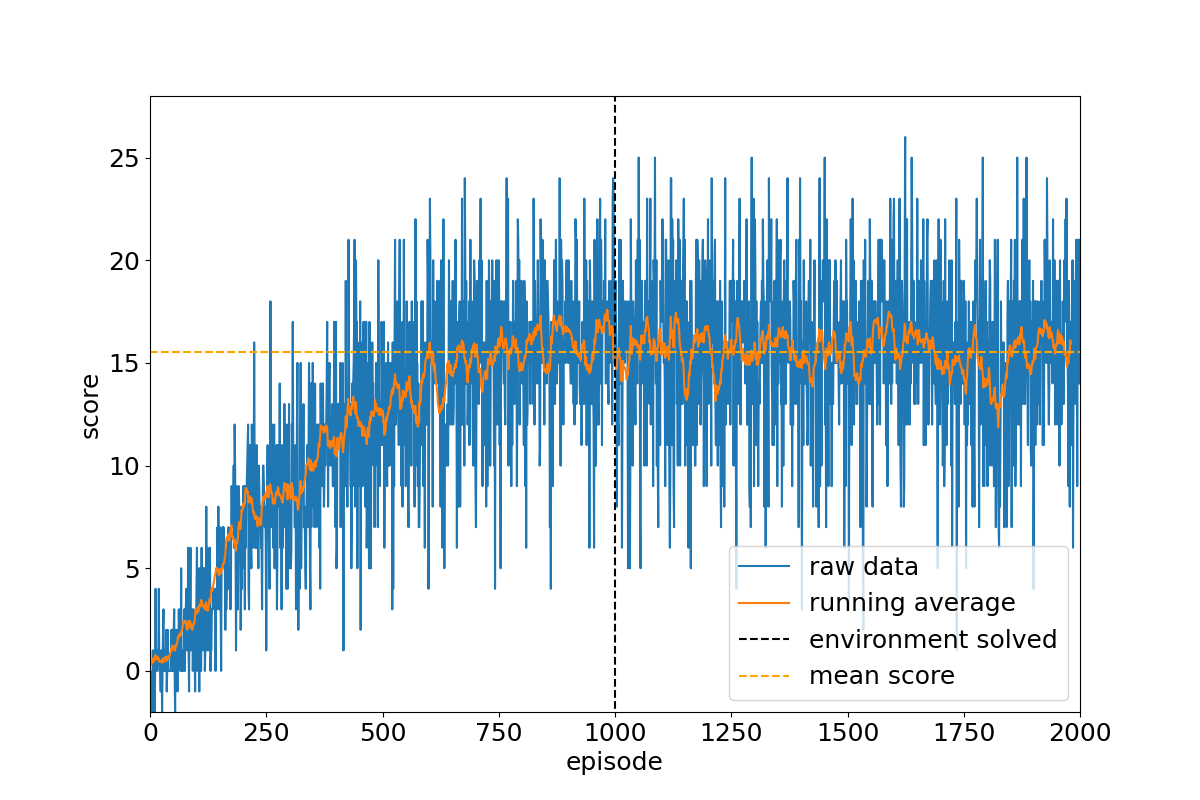 25
20
15
10
5
0
score
0 250 500 750 1000 1250 1500 1750 2000
episode
raw data
running average
environment solved
mean score